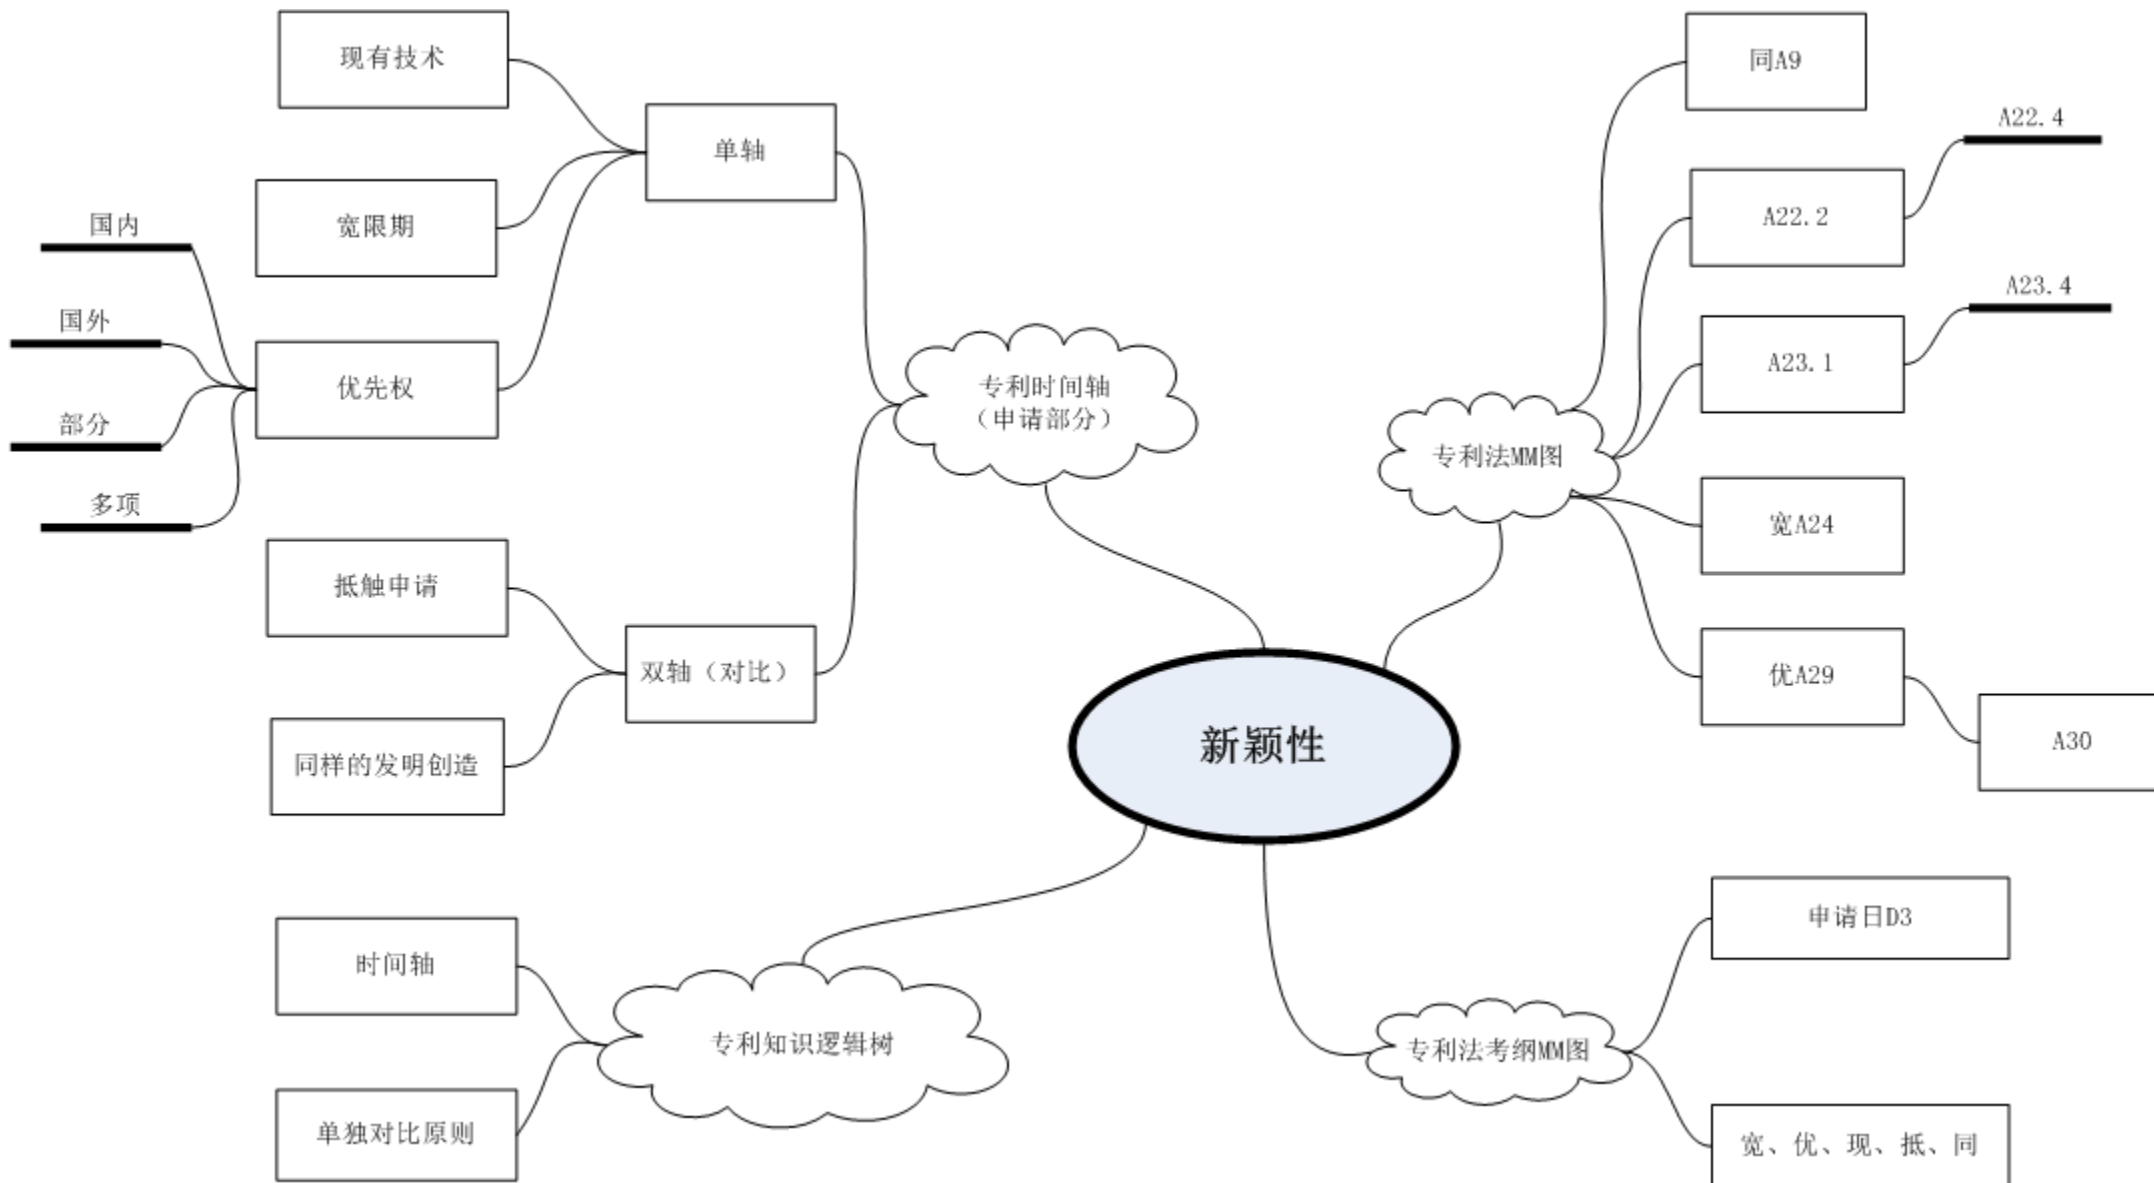 现有技术
单轴
宽限期
国内
国外
优先权
部分
多项
专利时间轴
（申请部分）
抵触申请
双轴（对比）
同样的发明创造
同A9
A22.4
A22.2
A23.4
A23.1
专利法MM图
宽A24
优A29
A30
新颖性
时间轴
专利知识逻辑树
单独对比原则
申请日D3
专利法考纲MM图
宽、优、现、抵、同